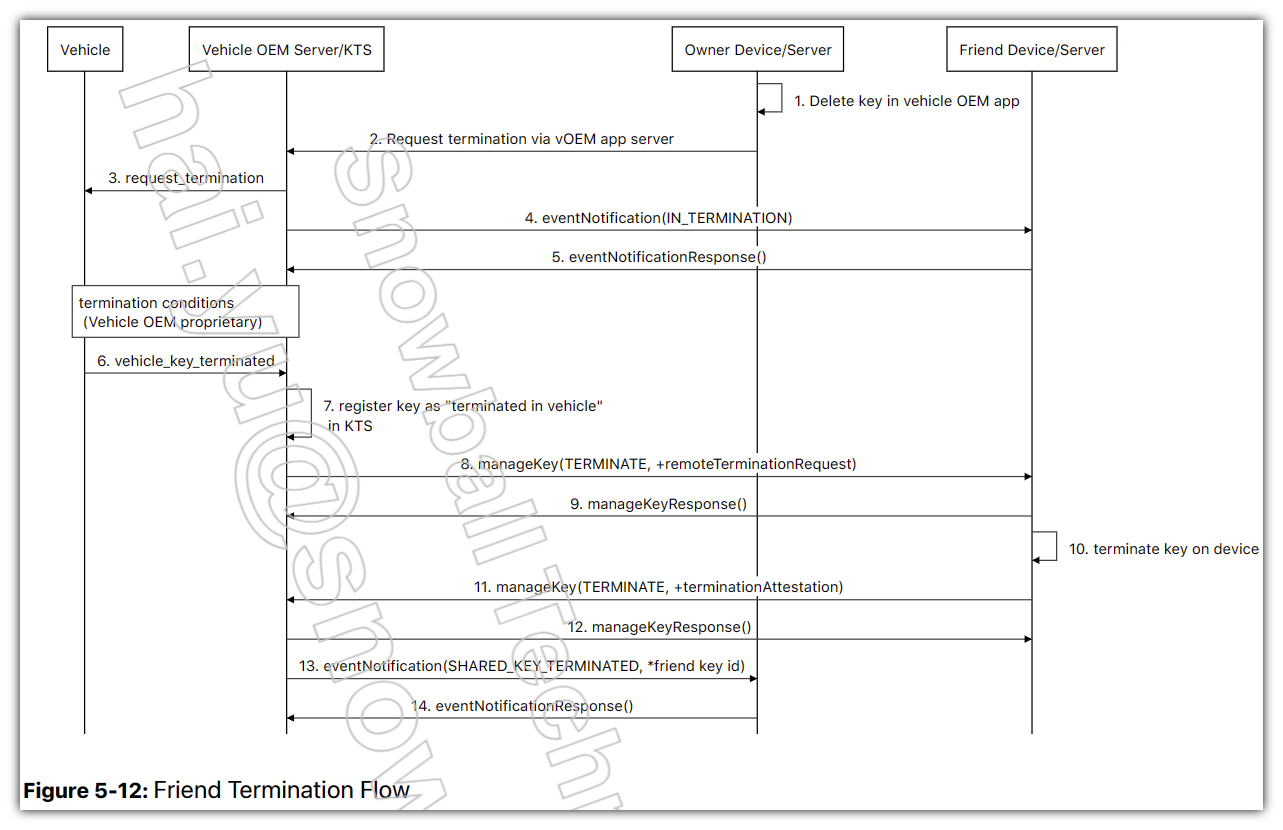 Vehicle
Vehicle OEM Server/KTS
Owner Device/Server
Friend Device/Server
1. Delete key in vehicle OEM app
2. Request termination via vOEM app server
3. request_termination
4. eventNotification(IN_TERMINATION)
5. eventNotificationResponse()
termination conditions
(Vehicle OEM proprietary)
6. vehicle_key_terminated
7. register key as "terminated in vehicle"
in KTS
8. manageKey(TERMINATE, +remoteTerminationRequest)
9. manageKeyResponse()
10. terminate key on device
11. manageKey(TERMINATE, +terminationAttestation)
12. manageKeyResponse()
13. eventNotification(SHARED_KEY_TERMINATED, *friend key id)
14. eventNotificationResponse()
Figure 5-12: Friend Termination Flow
hai.yu@snow
Snowball Techn